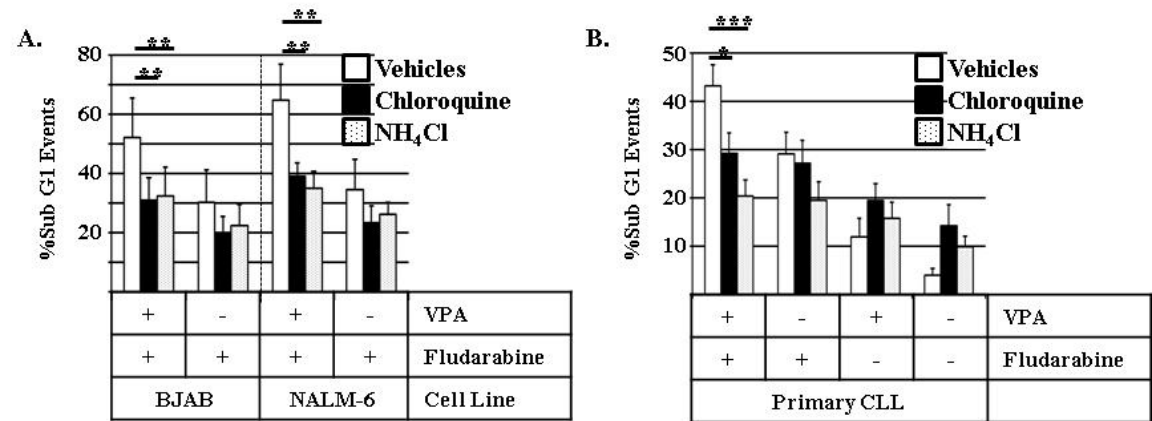 A.
%Sub G1 Events
80
60
40
20
** **
** **
Vehicles
Chloroquine
NH₄Cl
+ - + - VPA
+ + + + Fludarabine
BJAB NALM-6 Cell Line
B.
%Sub G1 Events
50
40
30
20
10
***
*
Vehicles
Chloroquine
NH₄Cl
+ - + - VPA
+ + - - Fludarabine
Primary CLL